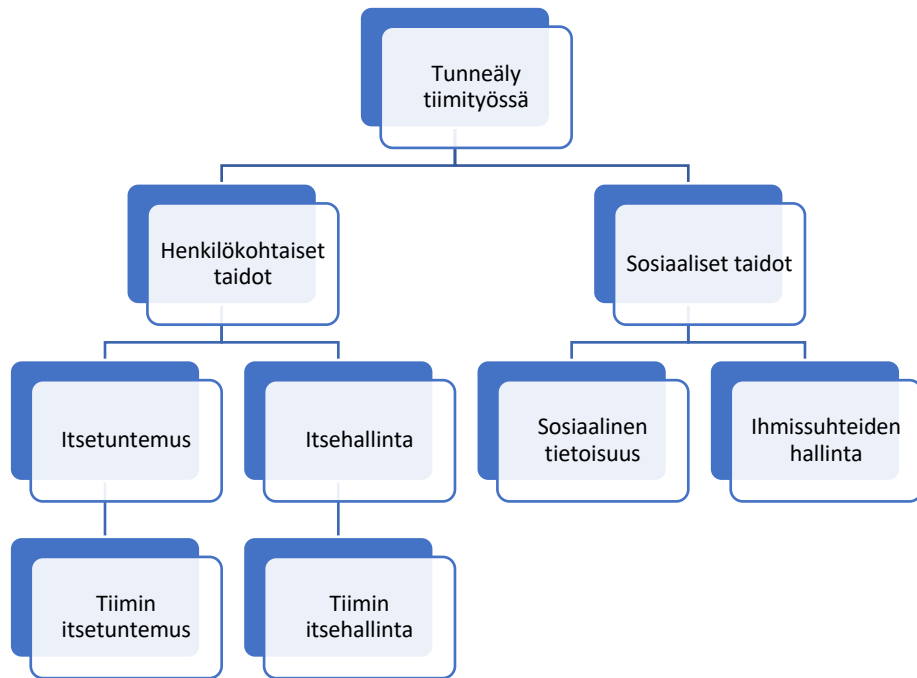 Tunneäly
tiimityössä
Henkilökohtaiset
taidot
Sosiaaliset taidot
Itsetuntemus
Itsehallinta
Sosiaalinen
tietoisuus
Ihmissuhteiden
hallinta
Tiimin
itsetuntemus
Tiimin
itsehallinta